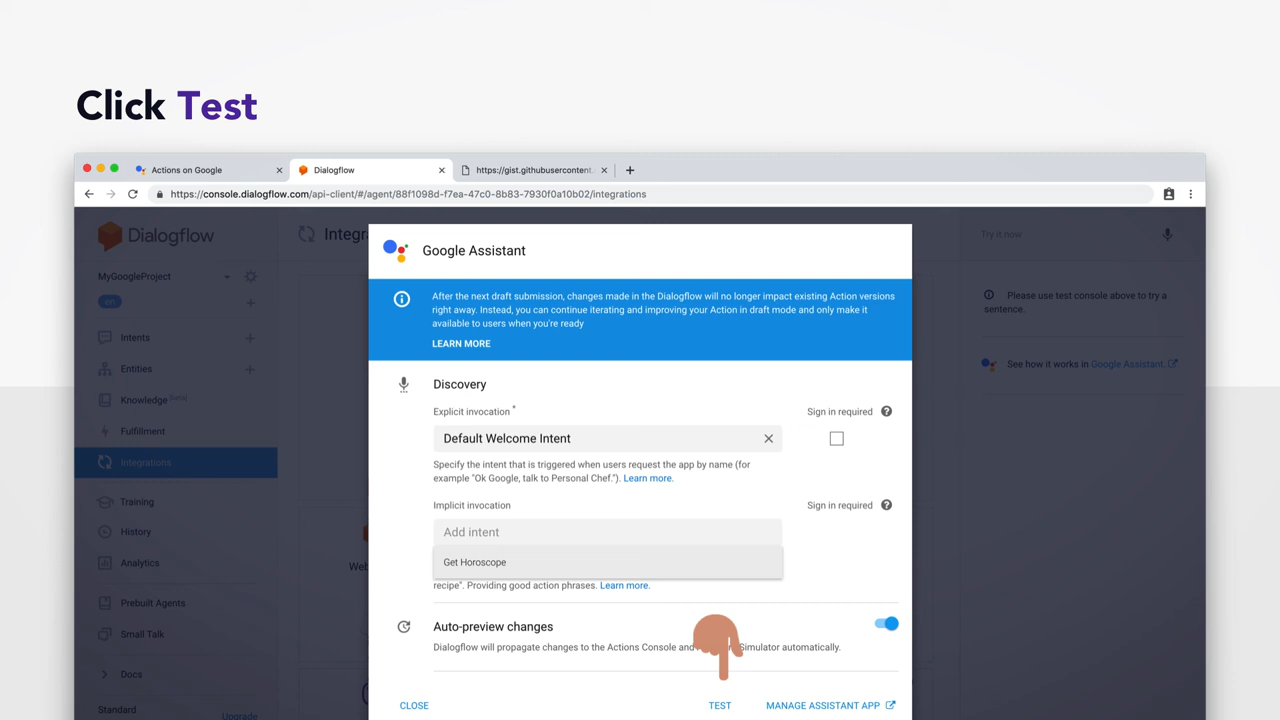 Click Test
Actions on Google
Dialogflow
https://gist.githubusercontent.
https://console.dialogflow.com/api-client/#/agent/88f1098d-f7ea-47c0-8b83-7930f0a10b02/integrations
Dialogflow
MyGoogleProject
en
Intents
Entities
Knowledge [beta]
Fulfillment
Integrations
Training
History
Analytics
Prebuilt Agents
Small Talk
Docs
Standard
Upgrade
Integr
Web
Google Assistant
After the next draft submission, changes made in the Dialogflow will no longer impact existing Action versions
right away. Instead, you can continue iterating and improving your Action in draft mode and only make it
available to users when you're ready
LEARN MORE
Discovery
Explicit invocation *
Sign in required
Default Welcome Intent
Specify the intent that is triggered when users request the app by name (for
example "Ok Google, talk to Personal Chef."). Learn more.
Implicit invocation
Sign in required
Add intent
Get Horoscope
recipe". Providing good action phrases. Learn more.
Auto-preview changes
Dialogflow will propagate changes to the Actions Console and Simulator automatically.
CLOSE
TEST
MANAGE ASSISTANT APP
Try it now
Please use test console above to try a
sentence.
See how it works in Google Assistant.